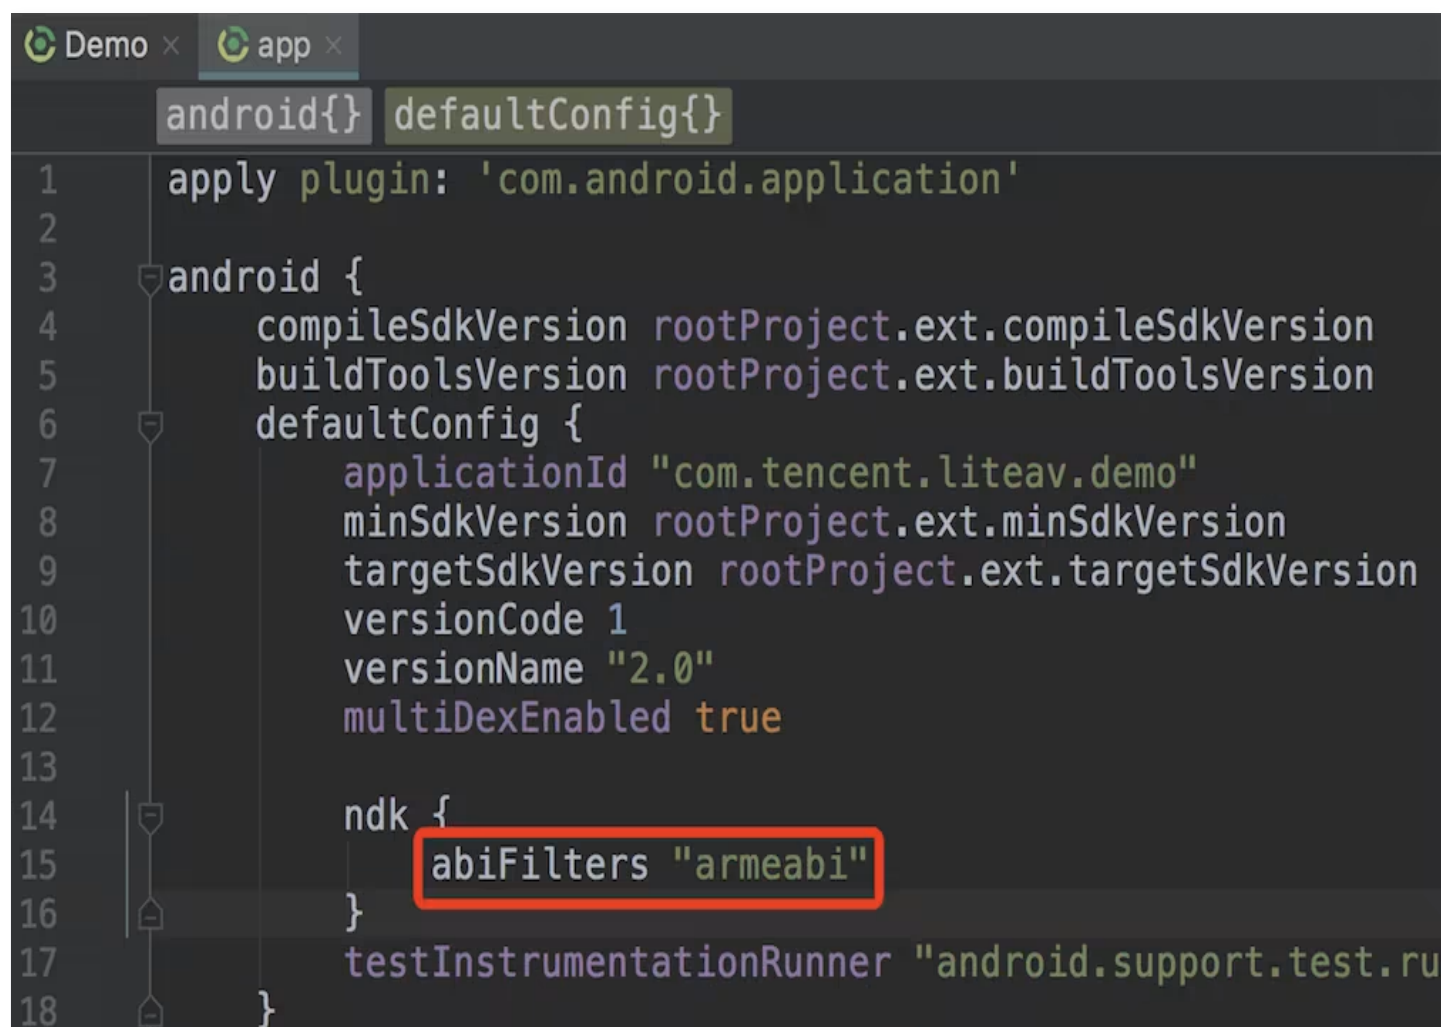 Demo app
android{} defaultConfig{}
1 apply plugin: 'com.android.application'
2
3 android {
4 compileSdkVersion rootProject.ext.compileSdkVersion
5 buildToolsVersion rootProject.ext.buildToolsVersion
6 defaultConfig {
7 applicationId "com.tencent.liteav.demo"
8 minSdkVersion rootProject.ext.minSdkVersion
9 targetSdkVersion rootProject.ext.targetSdkVersion
10 versionCode 1
11 versionName "2.0"
12 multiDexEnabled true
13
14 ndk {
15 abiFilters "armeabi"
16 }
17 testInstrumentationRunner "android.support.test.ru
18 }